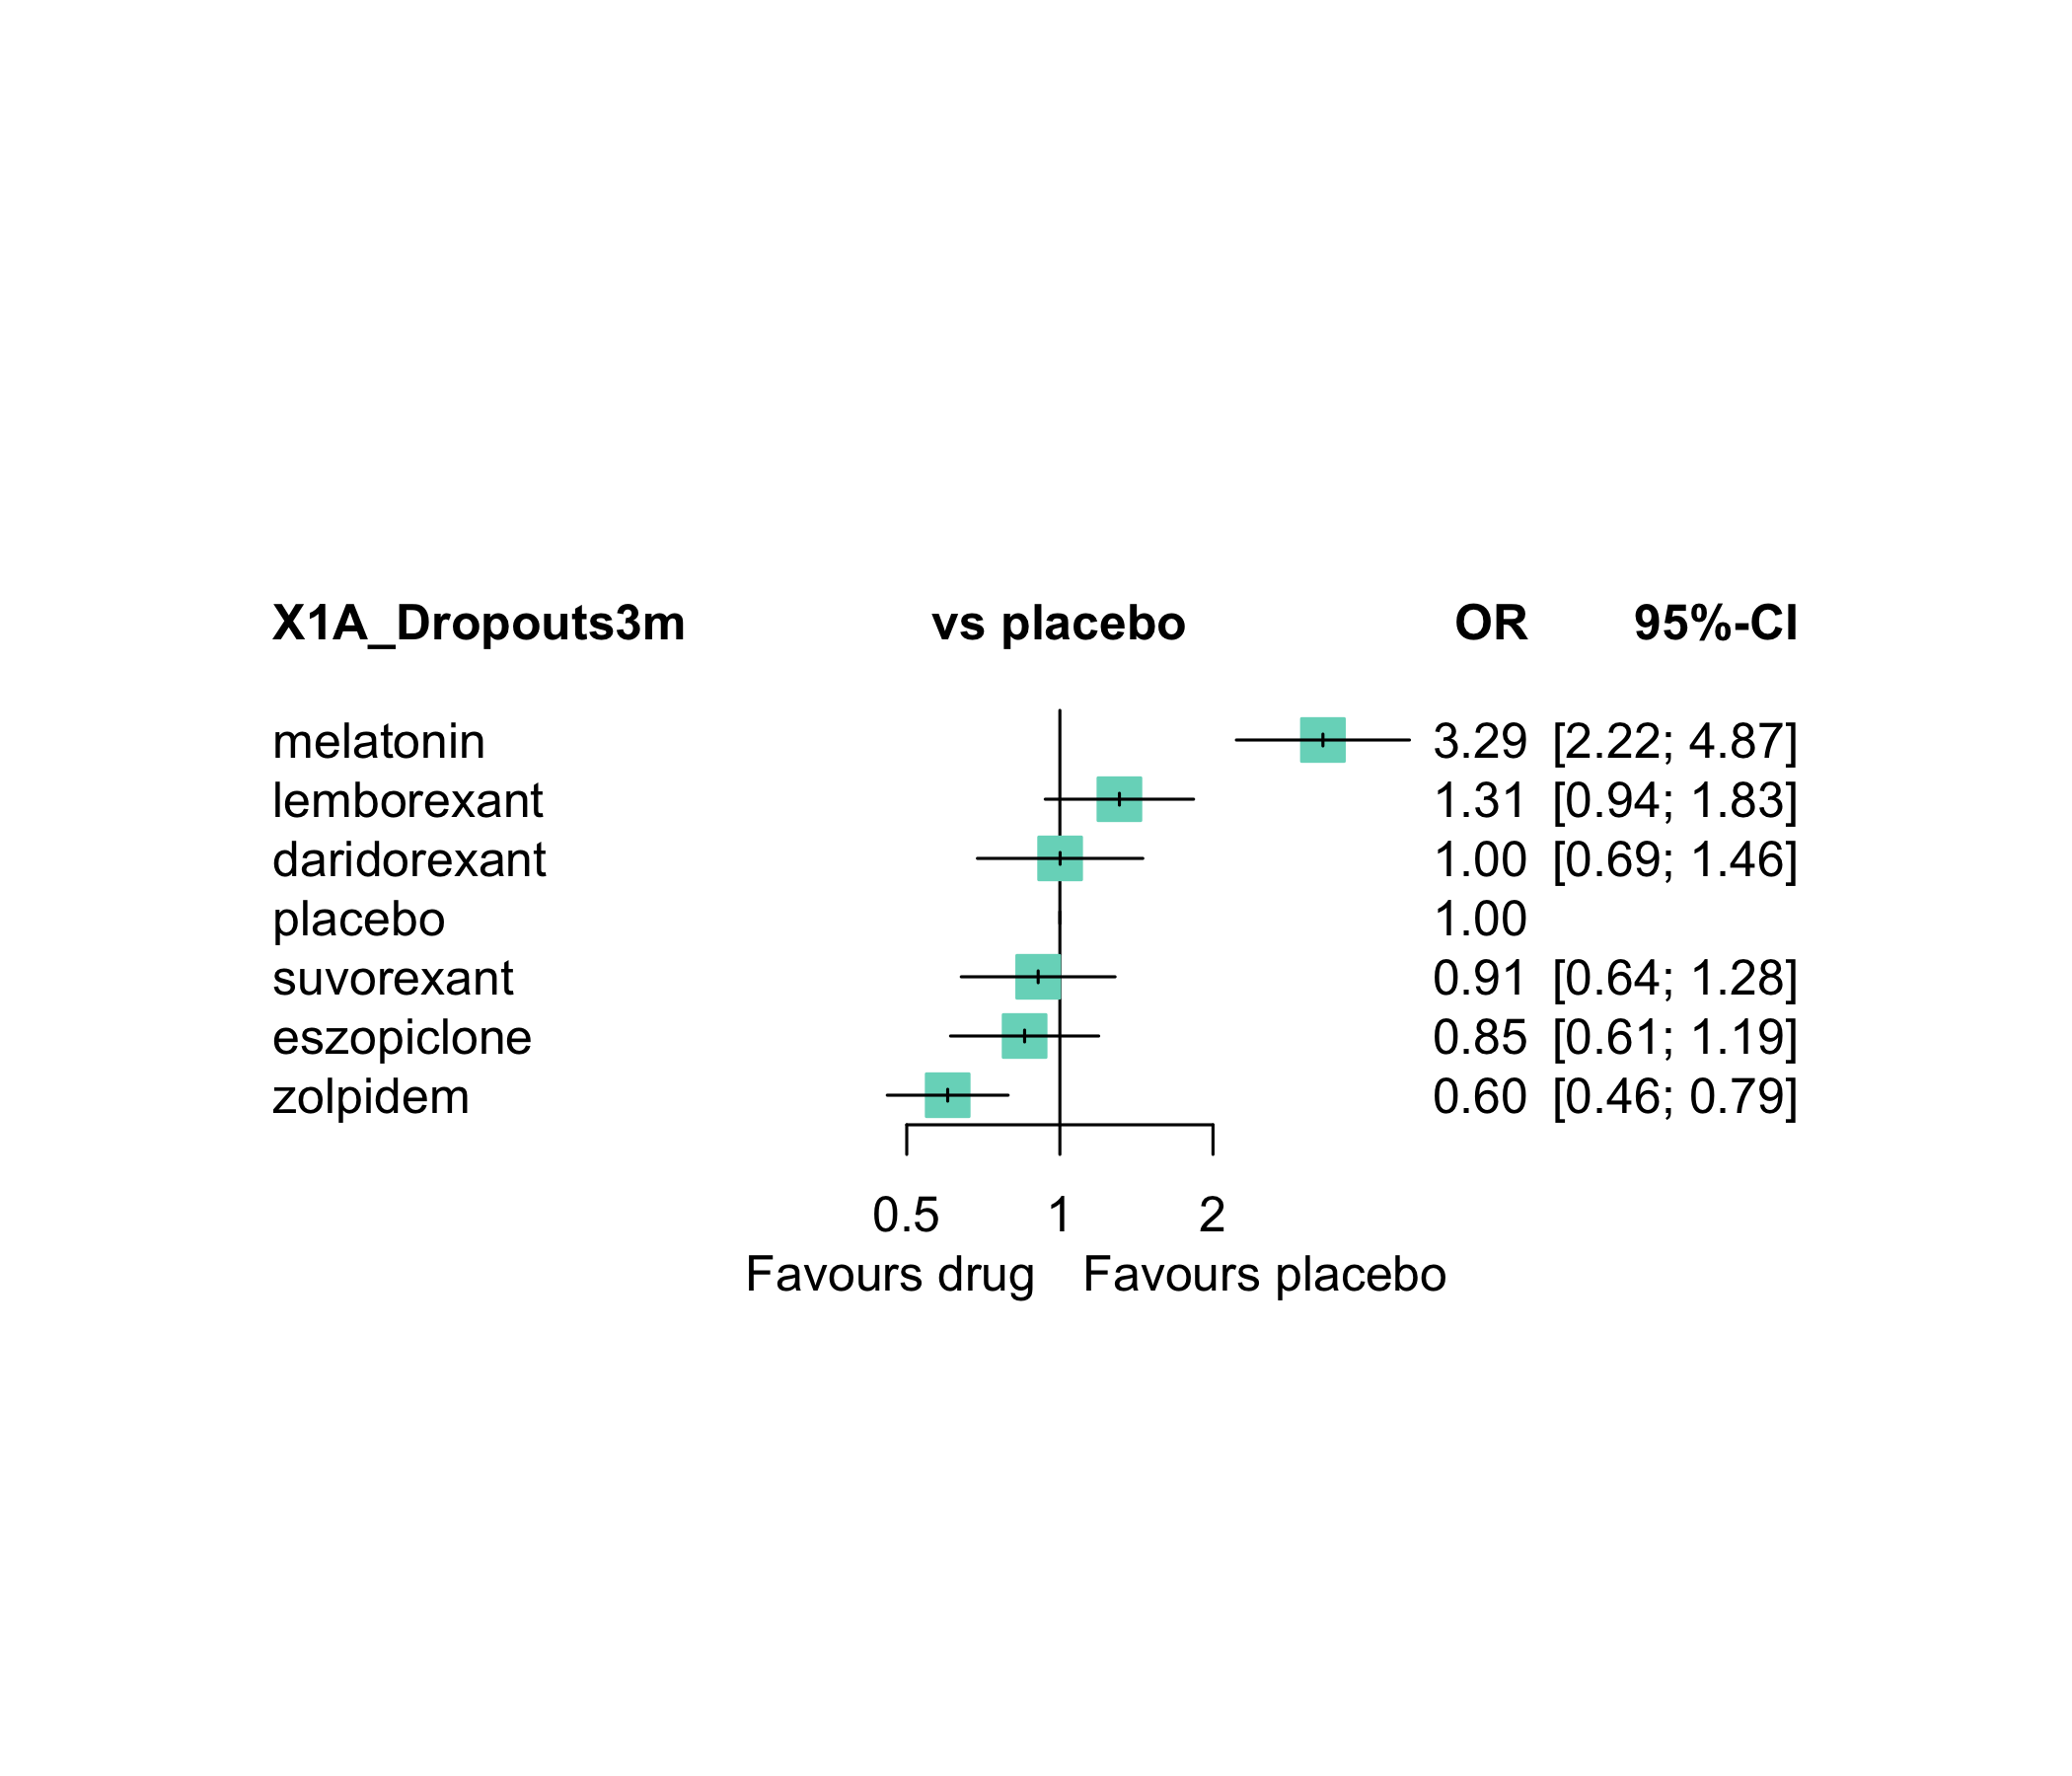 X1A_Dropouts3m vs placebo OR 95%-CI
melatonin 3.29 [2.22; 4.87]
lemborexant 1.31 [0.94; 1.83]
daridorexant 1.00 [0.69; 1.46]
placebo 1.00
suvorexant 0.91 [0.64; 1.28]
eszopiclone 0.85 [0.61; 1.19]
zolpidem 0.60 [0.46; 0.79]
0.5 1 2
Favours drug Favours placebo